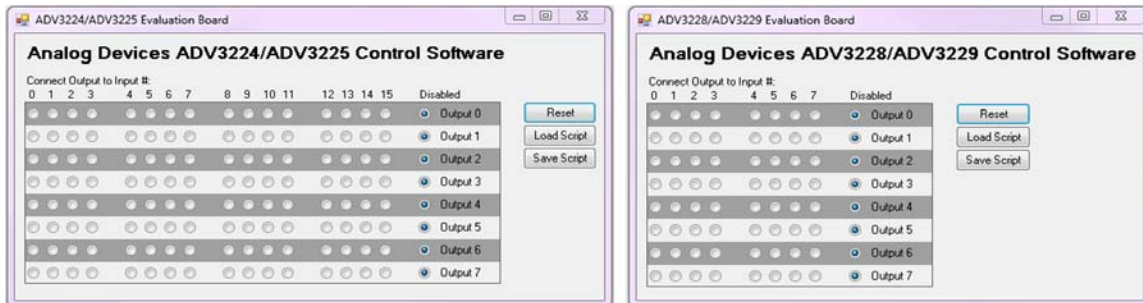 ADV3224/ADV3225 Evaluation Board
Analog Devices ADV3224/ADV3225 Control Software
Connect Output to Input #:
0 1 2 3 4 5 6 7 8 9 10 11 12 13 14 15 Disabled
Output 0
Output 1
Output 2
Output 3
Output 4
Output 5
Output 6
Output 7
Reset
Load Script
Save Script
ADV3228/ADV3229 Evaluation Board
Analog Devices ADV3228/ADV3229 Control Software
Connect Output to Input #:
0 1 2 3 4 5 6 7 Disabled
Output 0
Output 1
Output 2
Output 3
Output 4
Output 5
Output 6
Output 7
Reset
Load Script
Save Script